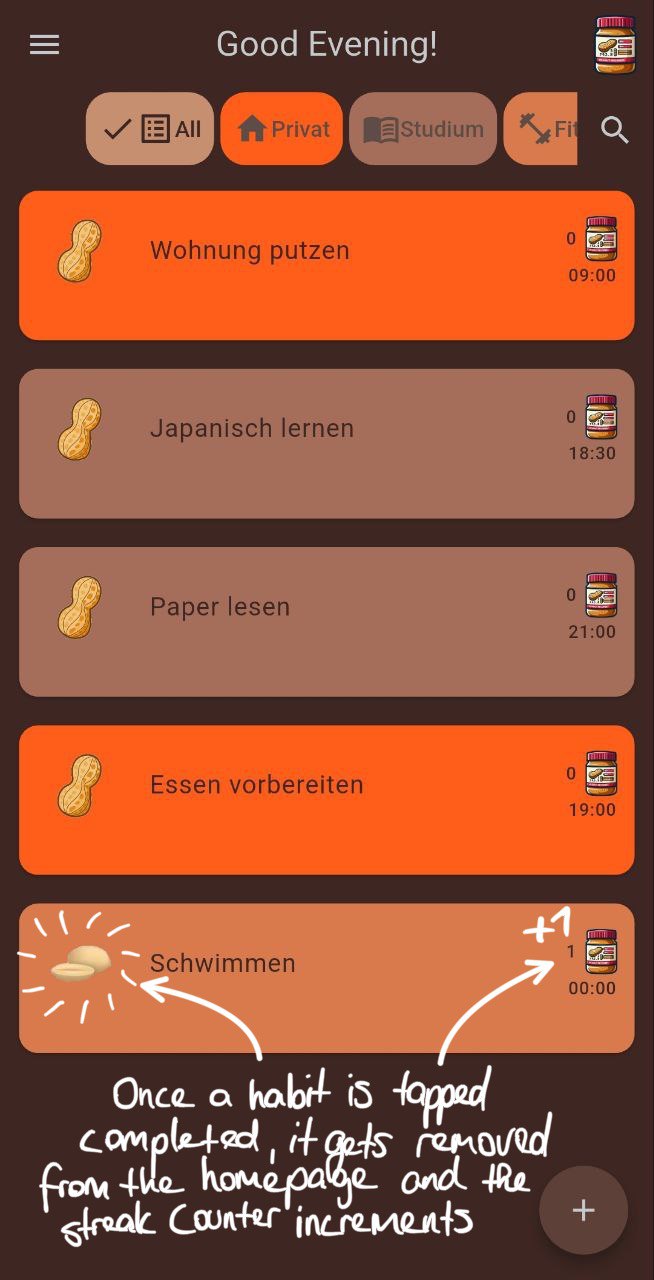 Good Evening!
All Privat Studium Fit
Wohnung putzen
0
09:00
Japanisch lernen
0
18:30
Paper lesen
0
21:00
Essen vorbereiten
0
19:00
+1
Schwimmen
1
00:00
Once a habit is tapped
completed, it gets removed
from the homepage and the
streak Counter increments
+